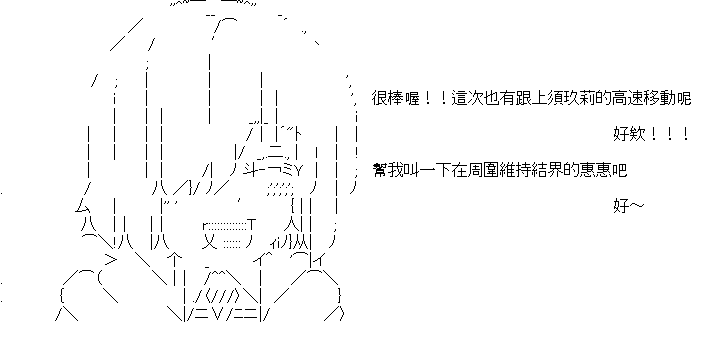 很棒喔！！這次也有跟上須玖莉的高速移動呢
好欸！！！
幫我叫一下在周圍維持結界的惠惠吧
好～